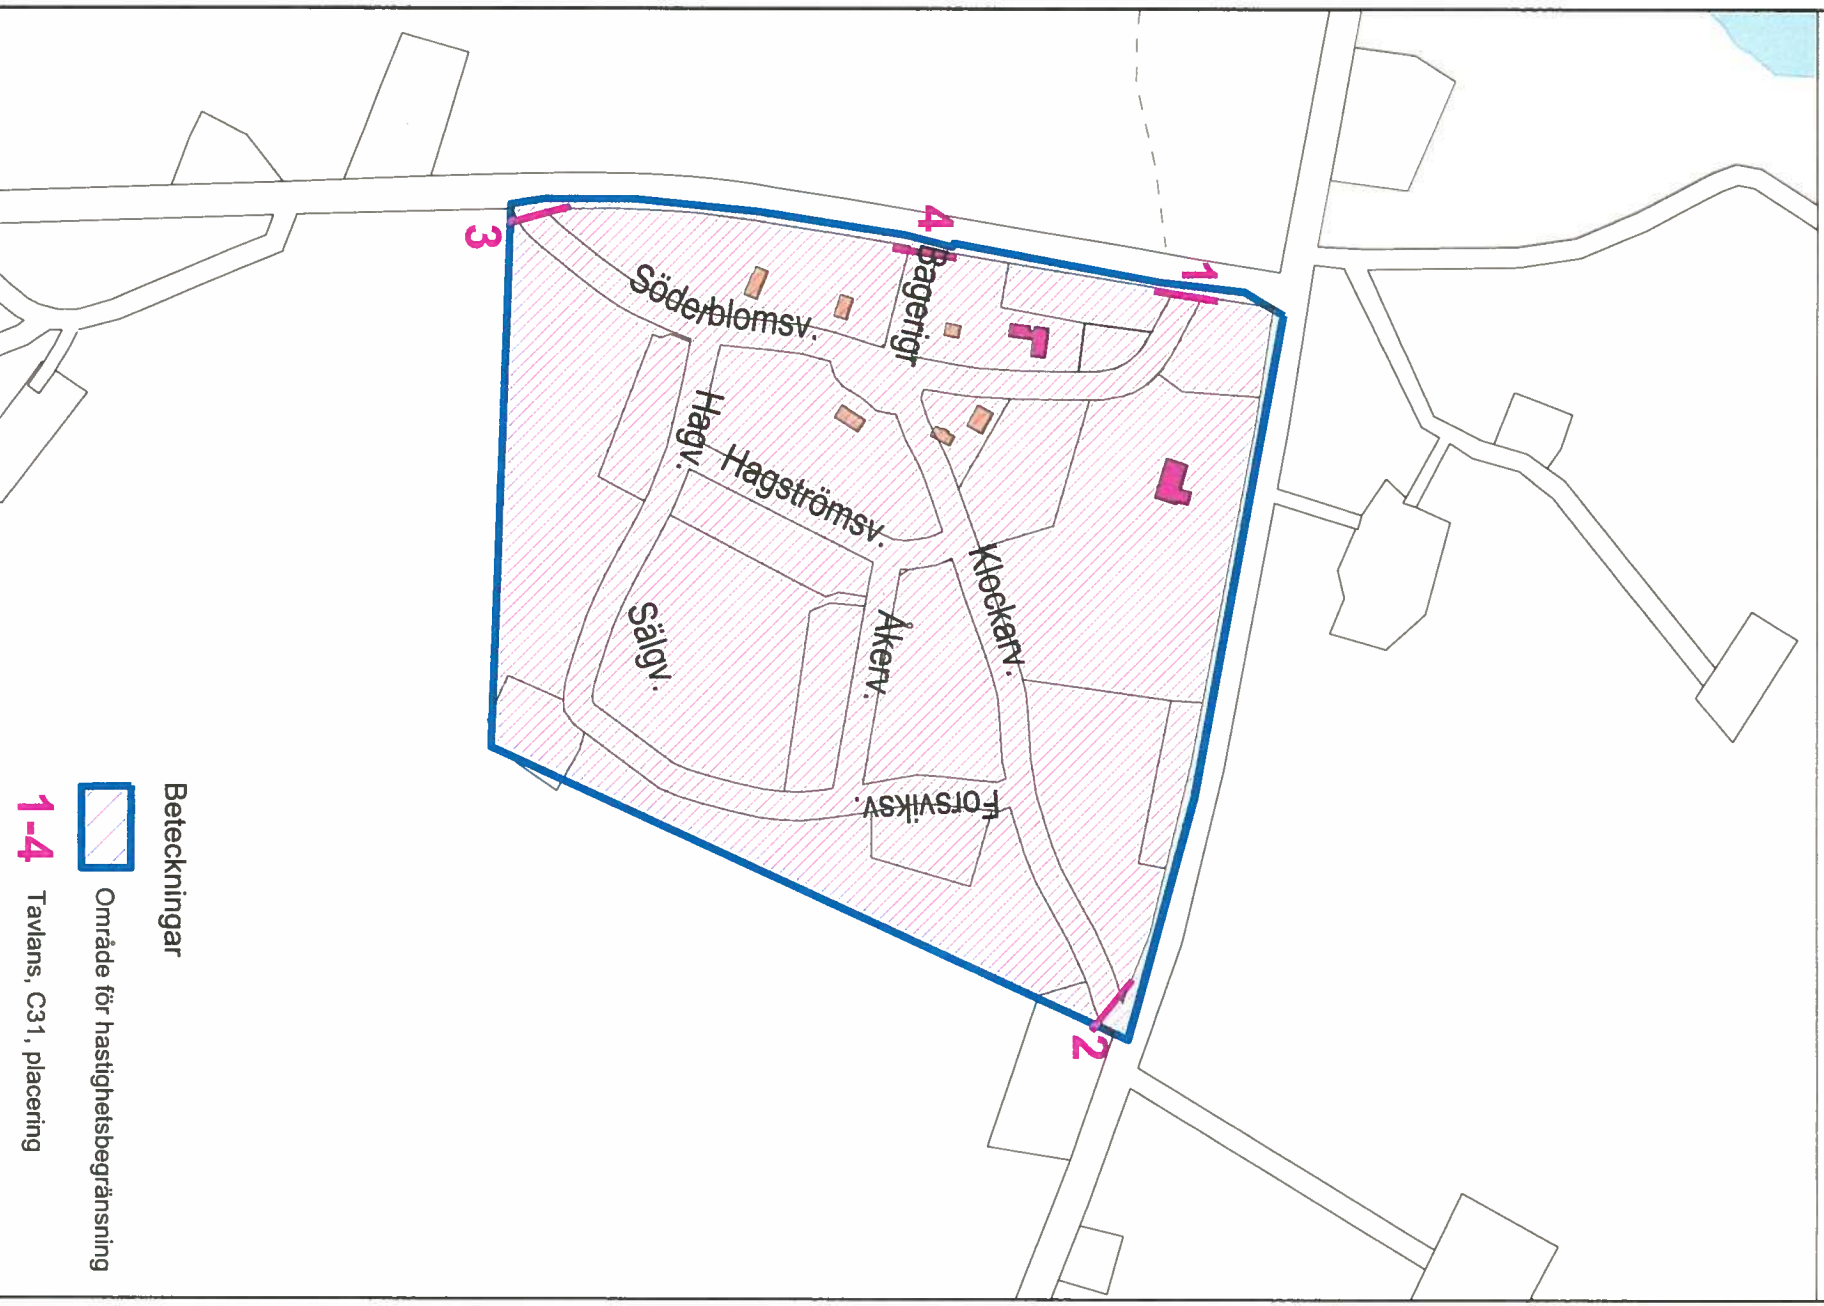 1
4
Bagerigr
3
Söderblomsv.
Hagv.
Hagströmsv.
Klockarv.
Åkerv.
Sälgv.
Forsviksv.
2
Beteckningar
Område för hastighetsbegränsning
1-4 Tavlans, C31, placering